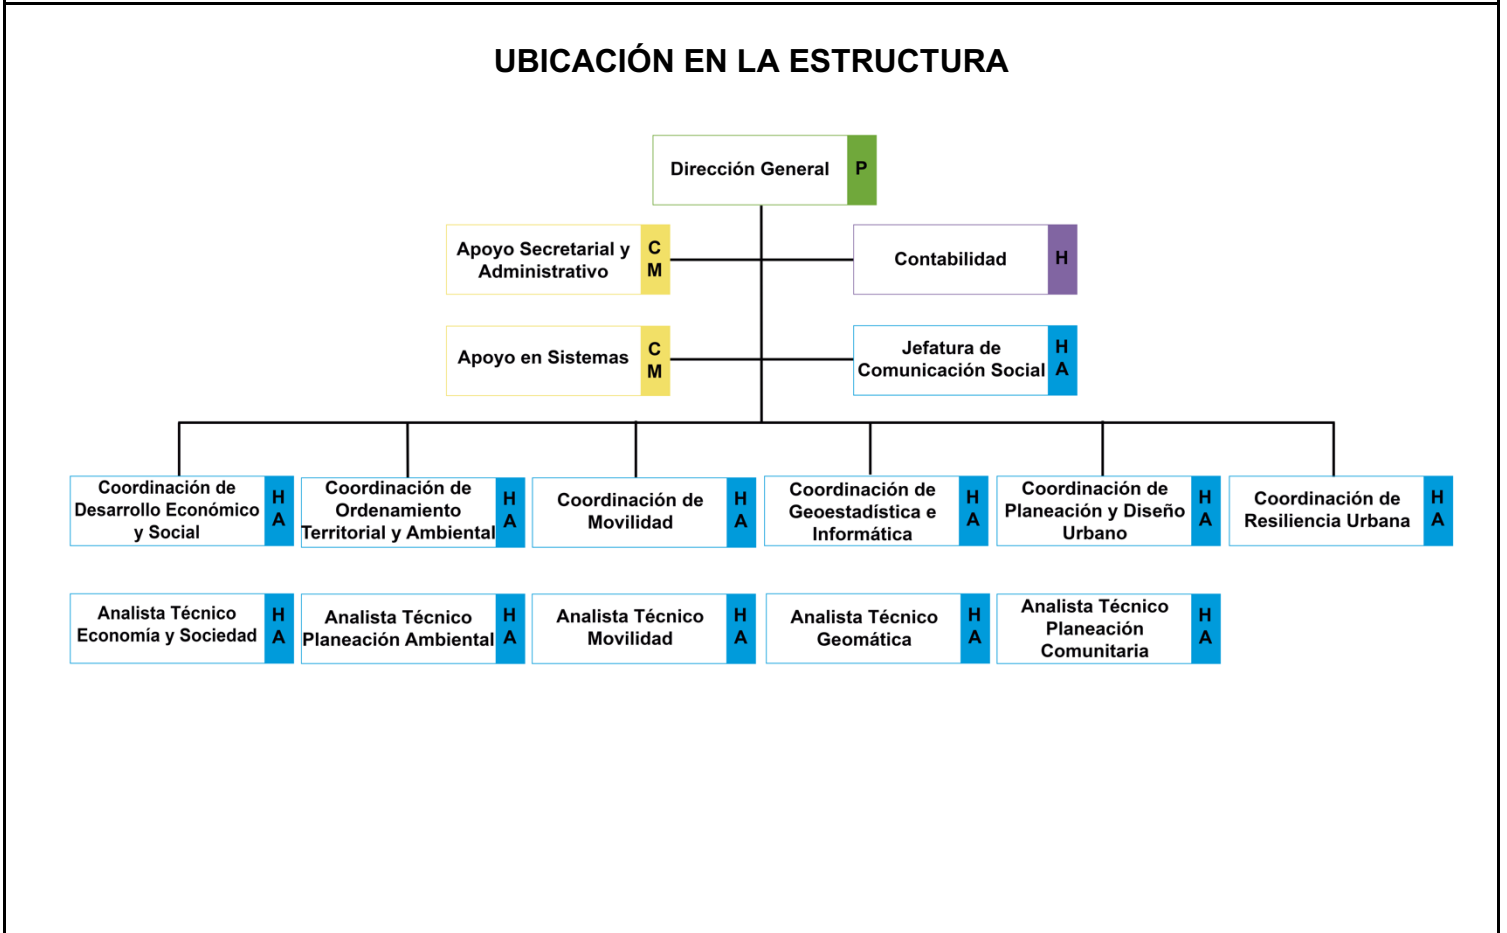 UBICACIÓN EN LA ESTRUCTURA
Dirección General
P
Apoyo Secretarial y
Administrativo
C
M
Contabilidad
H
Apoyo en Sistemas
C
M
Jefatura de
Comunicación Social
H
A
Coordinación de
Desarrollo Económico
y Social
H
A
Coordinación de
Ordenamiento
Territorial y Ambiental
H
A
Coordinación de
Movilidad
H
A
Coordinación de
Geoestadística e
Informática
H
A
Coordinación de
Planeación y Diseño
Urbano
H
A
Coordinación de
Resiliencia Urbana
H
A
Analista Técnico
Economía y Sociedad
H
A
Analista Técnico
Planeación Ambiental
H
A
Analista Técnico
Movilidad
H
A
Analista Técnico
Geomática
H
A
Analista Técnico
Planeación
Comunitaria
H
A